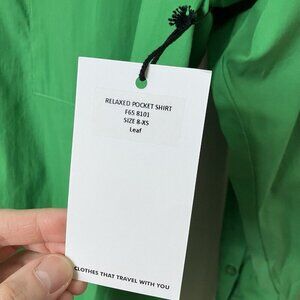 RELAXED POCKET SHIRT
F65 8101
SIZE 8-XS
Leaf
CLOTHES THAT TRAVEL WITH YOU